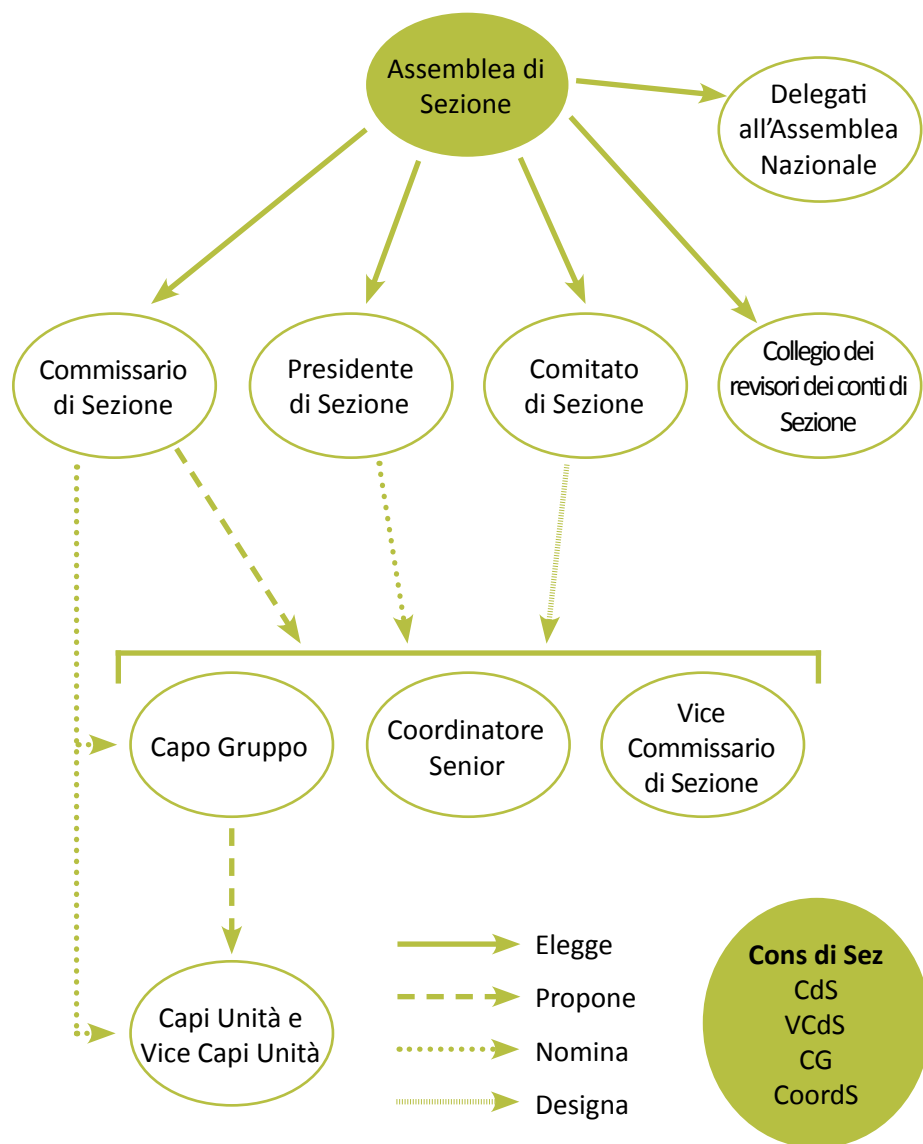 Assemblea di
Sezione
Delegati
all'Assemblea
Nazionale
Commissario
di Sezione
Presidente
di Sezione
Comitato
di Sezione
Collegio dei
revisori dei conti di
Sezione
Capo Gruppo
Coordinatore
Senior
Vice
Commissario
di Sezione
Capi Unità e
Vice Capi Unità
Elegge
Propone
Nomina
Designa
Cons di Sez
CdS
VCdS
CG
CoordS